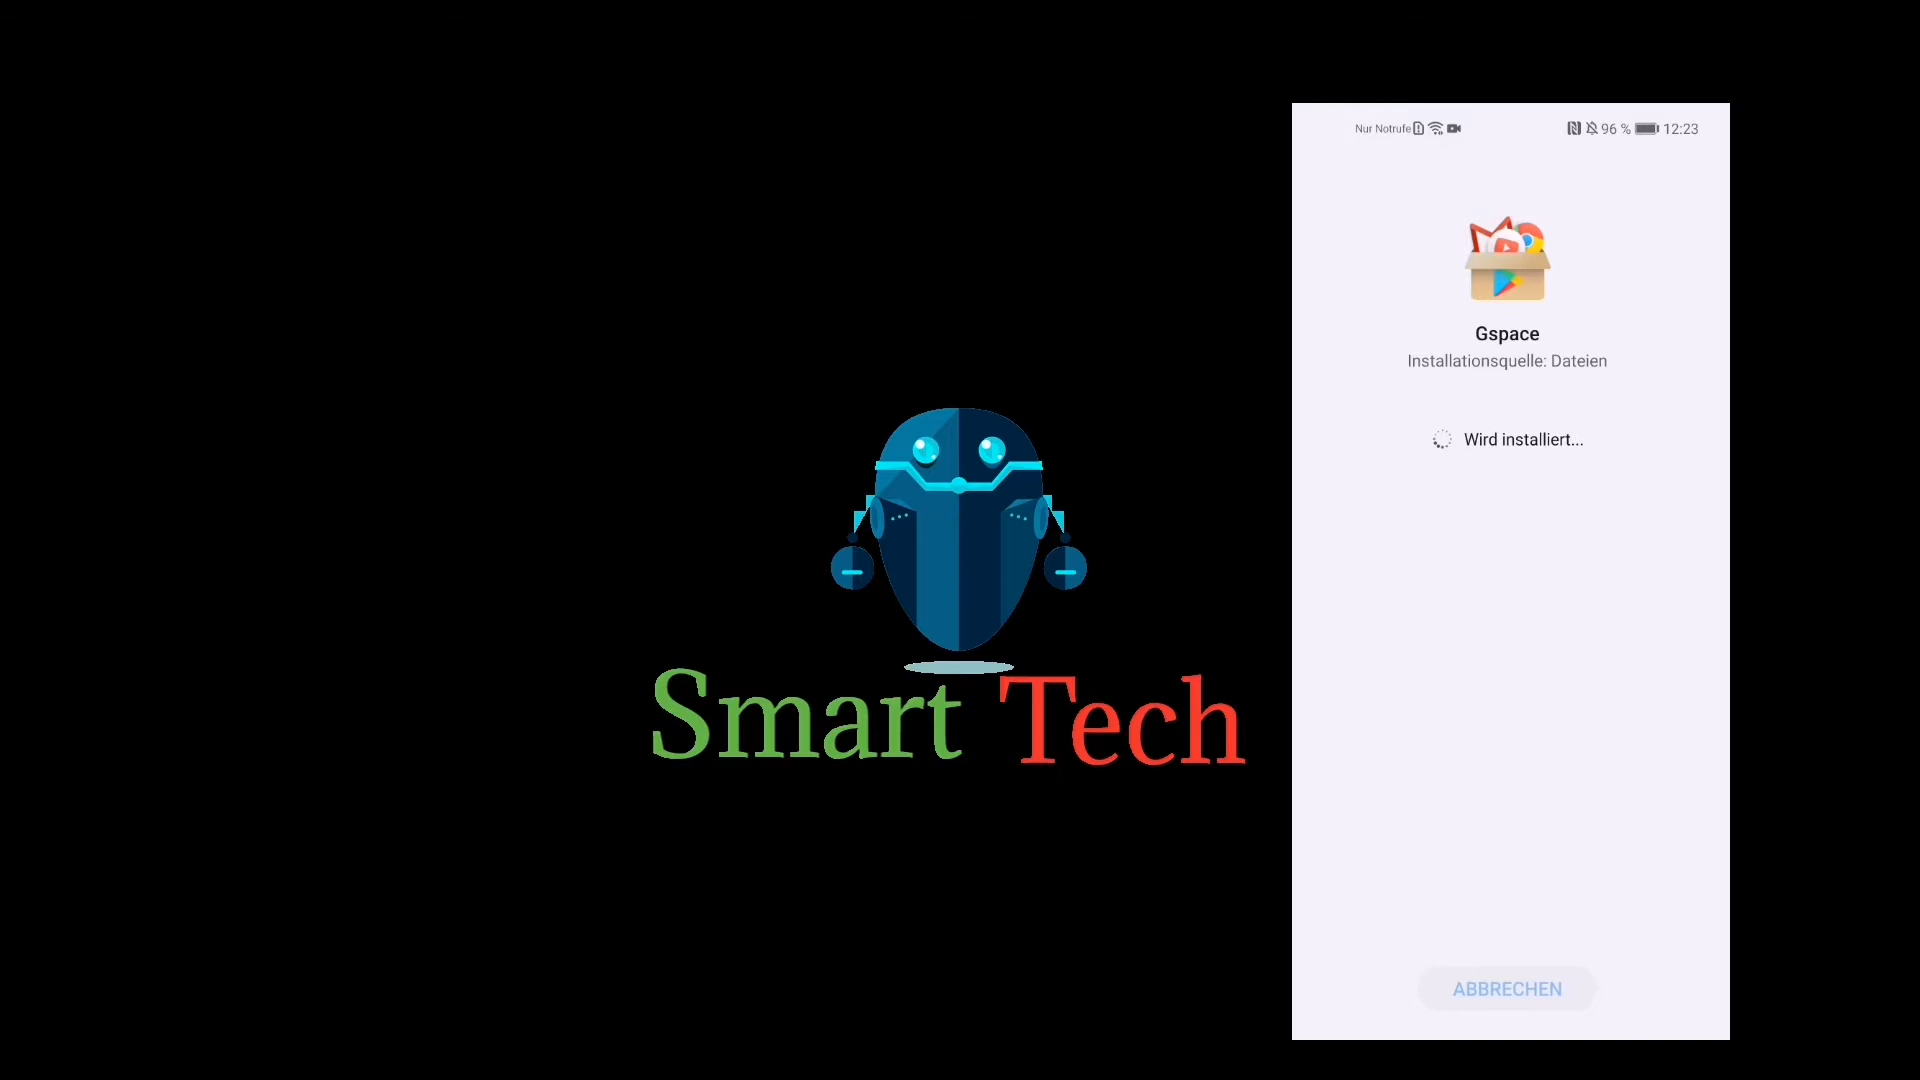 Nur Notrufe
96 %
12:23
Gspace
Installationsquelle: Dateien
Wird installiert...
Smart Tech
ABBRECHEN